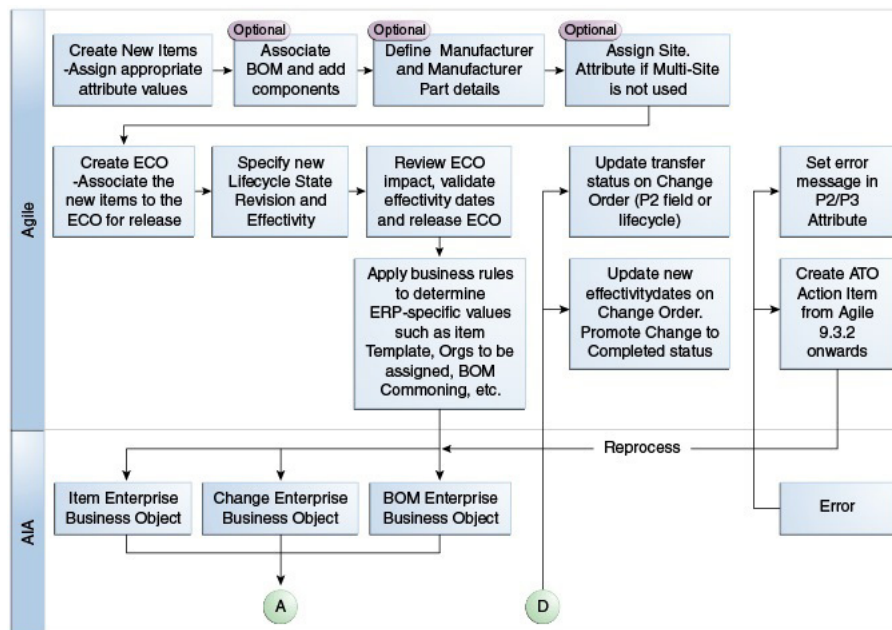 Agile
Optional
Optional
Optional
Create New Items
-Assign appropriate
attribute values
Associate
BOM and add
components
Define Manufacturer
and Manufacturer
Part details
Assign Site.
Attribute if Multi-Site
is not used
Create ECO
-Associate the
new items to the
ECO for release
Specify new
Lifecycle State
Revision and
Effectivity
Review ECO
impact, validate
effectivity dates
and release ECO
Update transfer
status on Change
Order (P2 field or
lifecycle)
Set error
message in
P2/P3
Attribute
Apply business rules
to determine
ERP-specific values
such as item
Template, Orgs to be
assigned, BOM
Commoning, etc.
Update new
effectivitydates on
Change Order.
Promote Change to
Completed status
Create ATO
Action Item
from Agile
9.3.2
onwards
Reprocess
AIA
Item Enterprise
Business Object
Change Enterprise
Business Object
BOM Enterprise
Business Object
Error
A
D